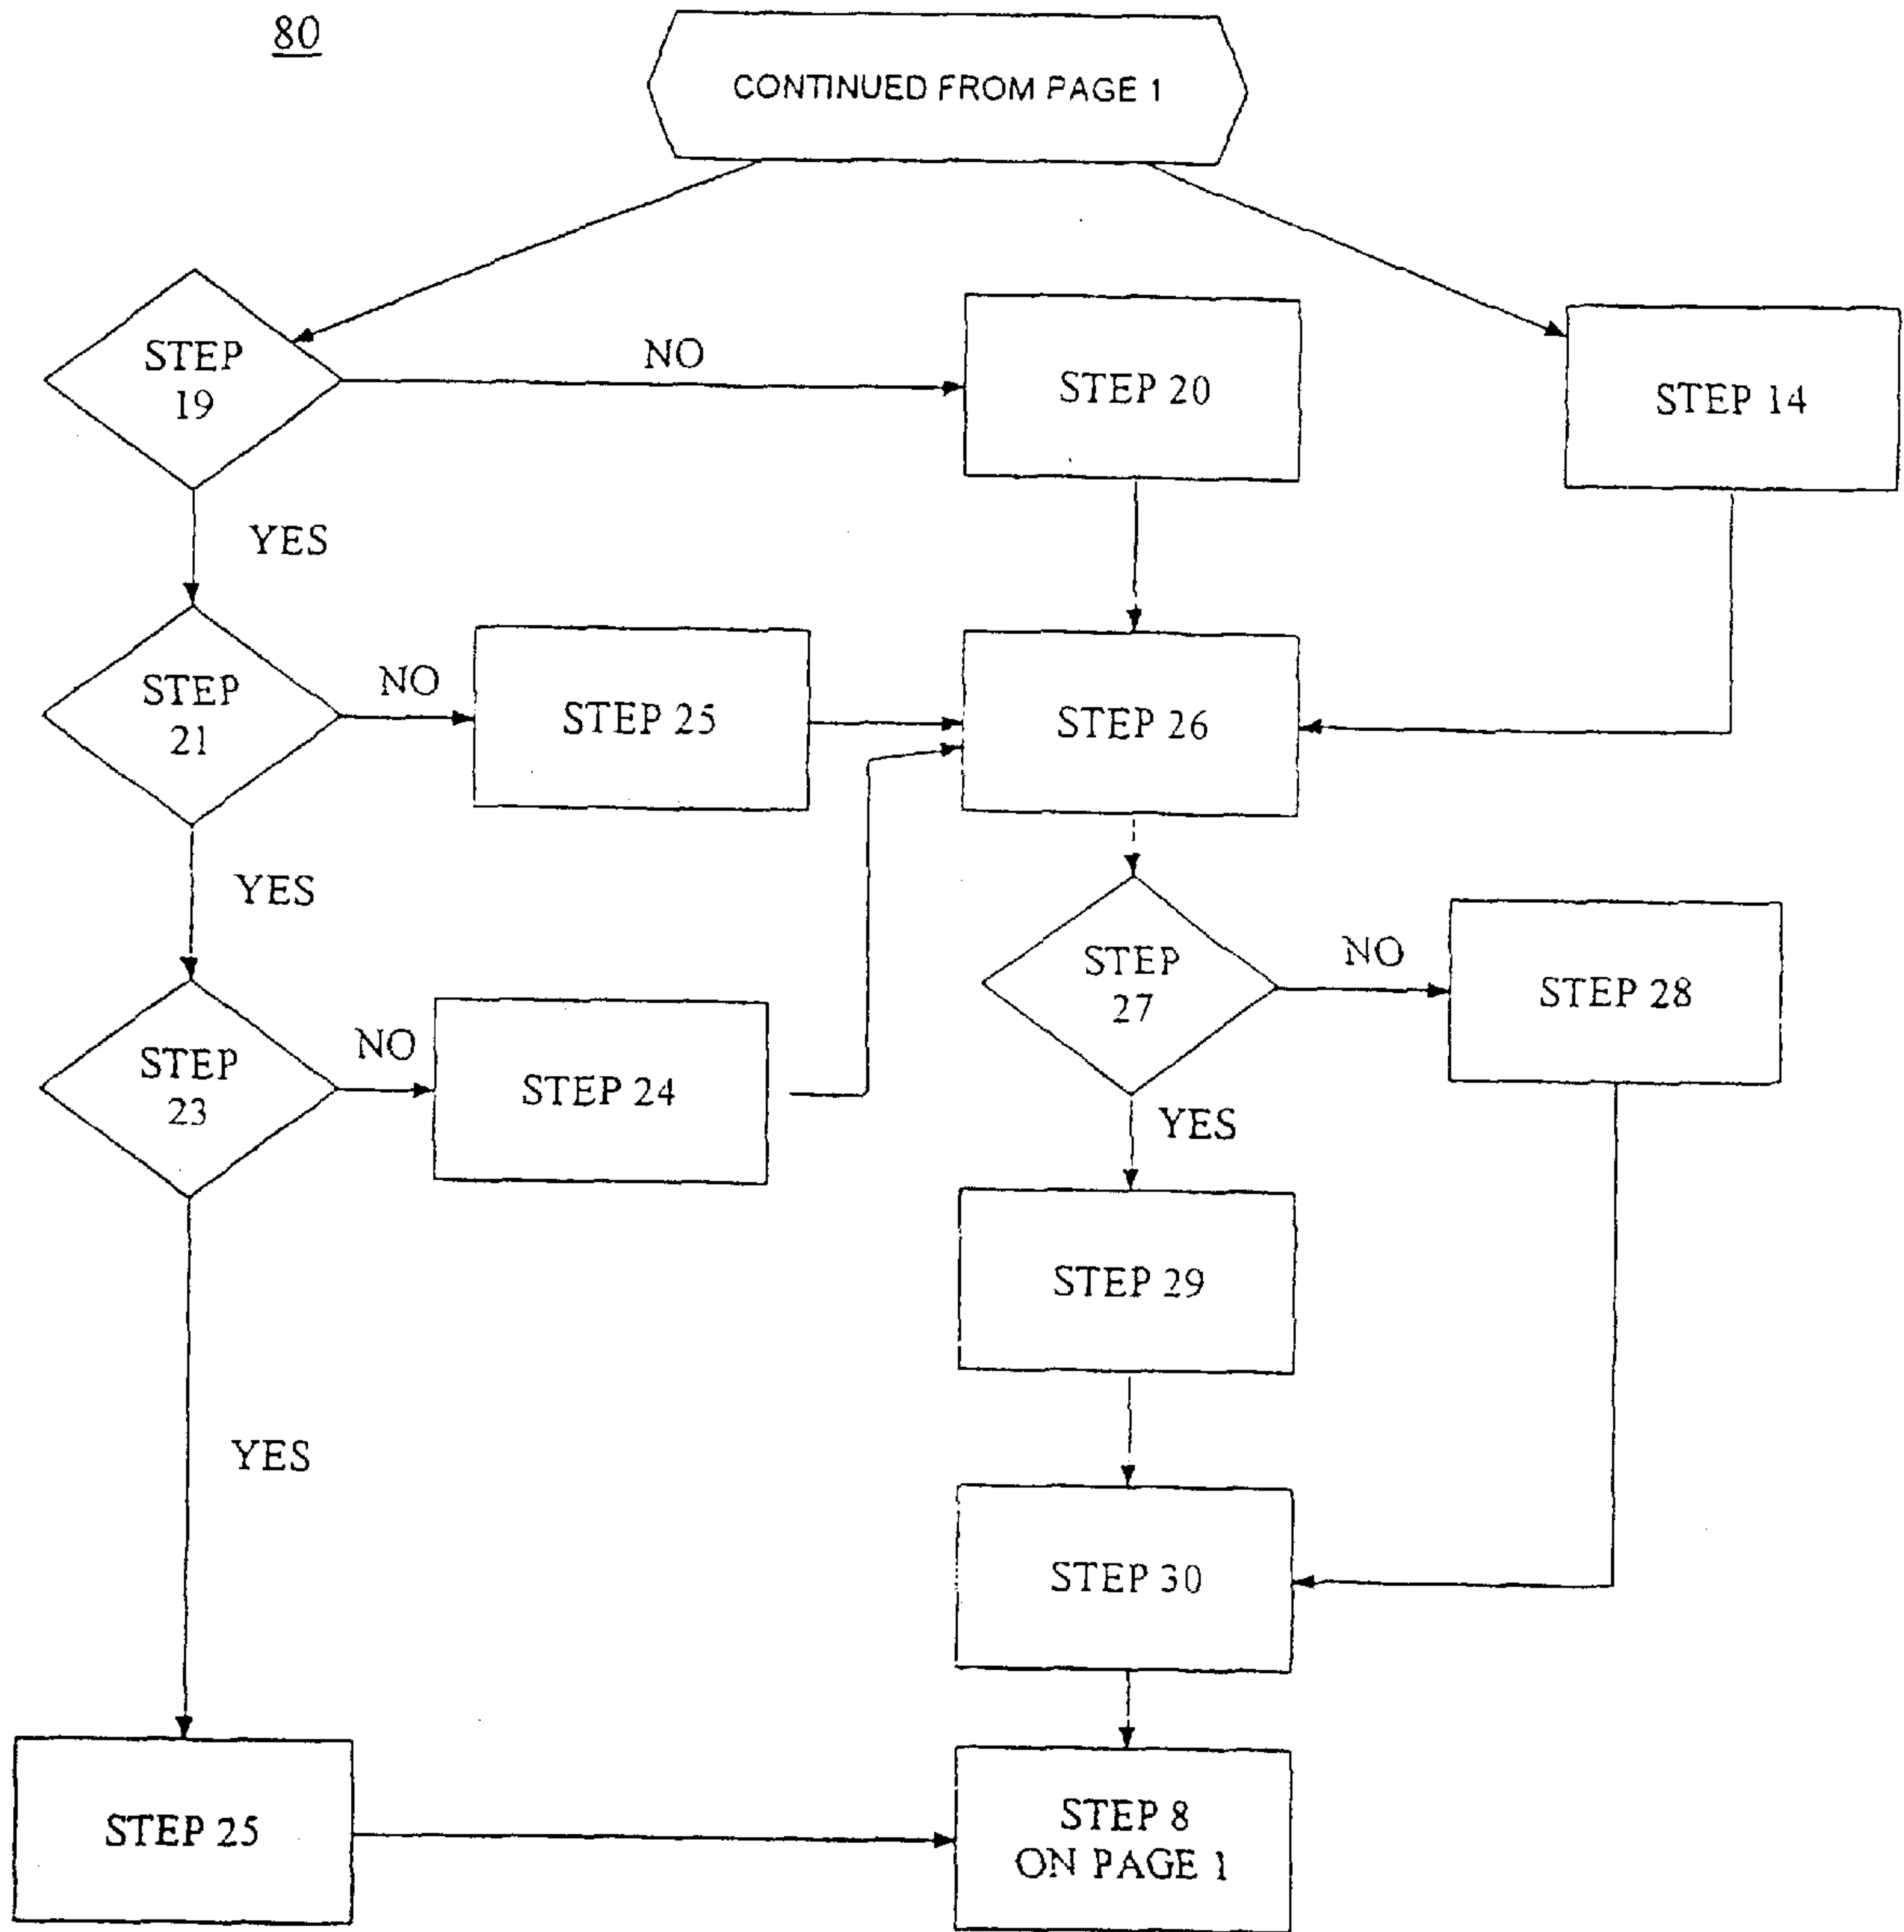 80
CONTINUED FROM PAGE 1
STEP
19
NO
STEP 20
STEP 14
YES
STEP
21
NO
STEP 25
STEP 26
YES
STEP
27
NO
STEP 28
STEP
23
NO
STEP 24
YES
STEP 29
YES
STEP 30
STEP 25
STEP 8
ON PAGE 1